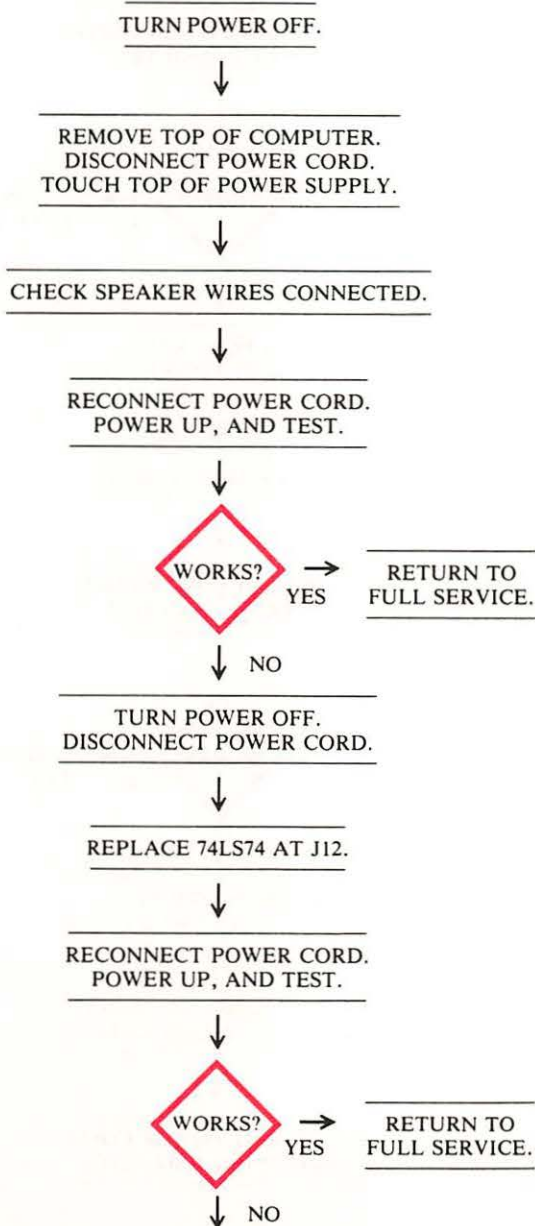 TURN POWER OFF.
REMOVE TOP OF COMPUTER.
DISCONNECT POWER CORD.
TOUCH TOP OF POWER SUPPLY.
CHECK SPEAKER WIRES CONNECTED.
RECONNECT POWER CORD.
POWER UP, AND TEST.
WORKS?
YES
RETURN TO
FULL SERVICE.
NO
TURN POWER OFF.
DISCONNECT POWER CORD.
REPLACE 74LS74 AT J12.
RECONNECT POWER CORD.
POWER UP, AND TEST.
WORKS?
YES
RETURN TO
FULL SERVICE.
NO